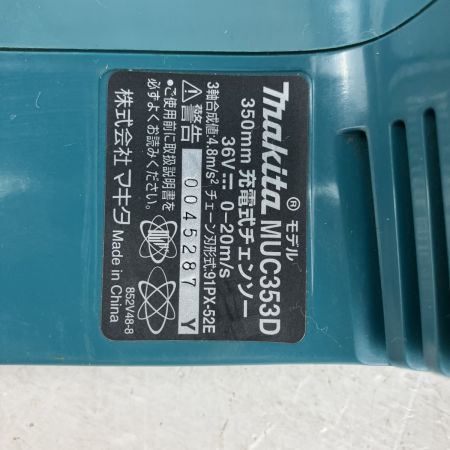 makita® モデル MUC353D
350mm 充電式チェンソー
36V⎓ 0-20m/s
3軸合成値:4.8m/s² チェーン刃形式:91PX-52E
⚠警告 0045287 Y
●ご使用前に取扱説明書を
必ずよくお読みください。
株式会社 マキタ Made in China
852V48-8